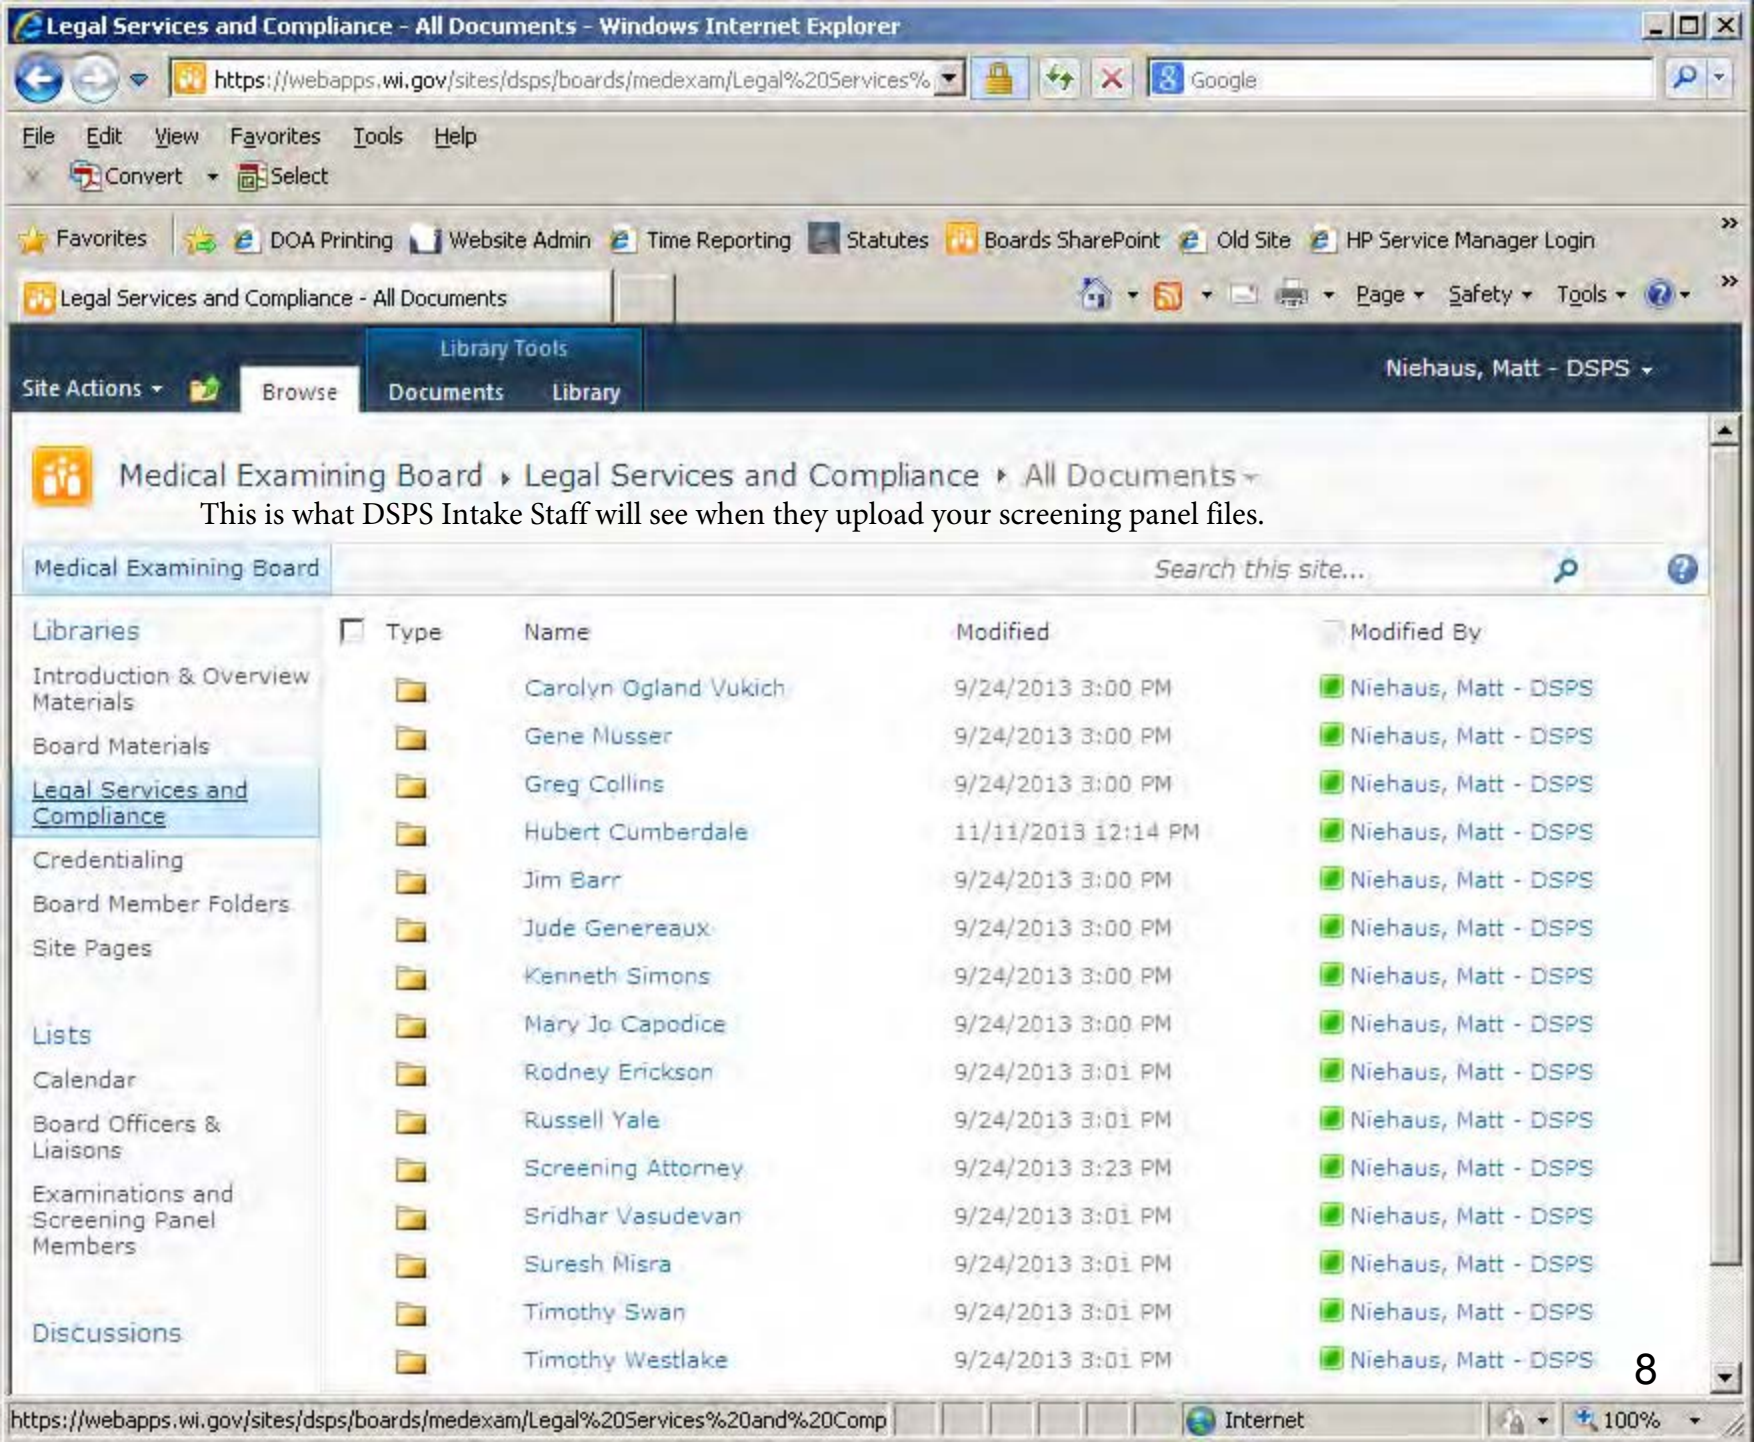 Legal Services and Compliance - All Documents - Windows Internet Explorer
https://webapps.wi.gov/sites/dsps/boards/medexam/Legal%20Services% Google
File Edit View Favorites Tools Help
Convert Select
Favorites DOA Printing Website Admin Time Reporting Statutes Boards SharePoint Old Site HP Service Manager Login »
Legal Services and Compliance - All Documents Page Safety Tools »
Library Tools
Niehaus, Matt - DSPS
Site Actions Browse Documents Library
Medical Examining Board Legal Services and Compliance All Documents
This is what DSPS Intake Staff will see when they upload your screening panel files.
Medical Examining Board Search this site...
Libraries
Introduction & Overview
Materials
Board Materials
Legal Services and
Compliance
Credentialing
Board Member Folders
Site Pages
Lists
Calendar
Board Officers &
Liaisons
Examinations and
Screening Panel
Members
Discussions
Type Name Modified Modified By
Carolyn Ogland Vukich 9/24/2013 3:00 PM Niehaus, Matt - DSPS
Gene Musser 9/24/2013 3:00 PM Niehaus, Matt - DSPS
Greg Collins 9/24/2013 3:00 PM Niehaus, Matt - DSPS
Hubert Cumberdale 11/11/2013 12:14 PM Niehaus, Matt - DSPS
Jim Barr 9/24/2013 3:00 PM Niehaus, Matt - DSPS
Jude Genereaux 9/24/2013 3:00 PM Niehaus, Matt - DSPS
Kenneth Simons 9/24/2013 3:00 PM Niehaus, Matt - DSPS
Mary Jo Capodice 9/24/2013 3:00 PM Niehaus, Matt - DSPS
Rodney Erickson 9/24/2013 3:01 PM Niehaus, Matt - DSPS
Russell Yale 9/24/2013 3:01 PM Niehaus, Matt - DSPS
Screening Attorney 9/24/2013 3:23 PM Niehaus, Matt - DSPS
Sridhar Vasudevan 9/24/2013 3:01 PM Niehaus, Matt - DSPS
Suresh Misra 9/24/2013 3:01 PM Niehaus, Matt - DSPS
Timothy Swan 9/24/2013 3:01 PM Niehaus, Matt - DSPS
Timothy Westlake 9/24/2013 3:01 PM Niehaus, Matt - DSPS
8
https://webapps.wi.gov/sites/dsps/boards/medexam/Legal%20Services%20and%20Comp Internet 100%